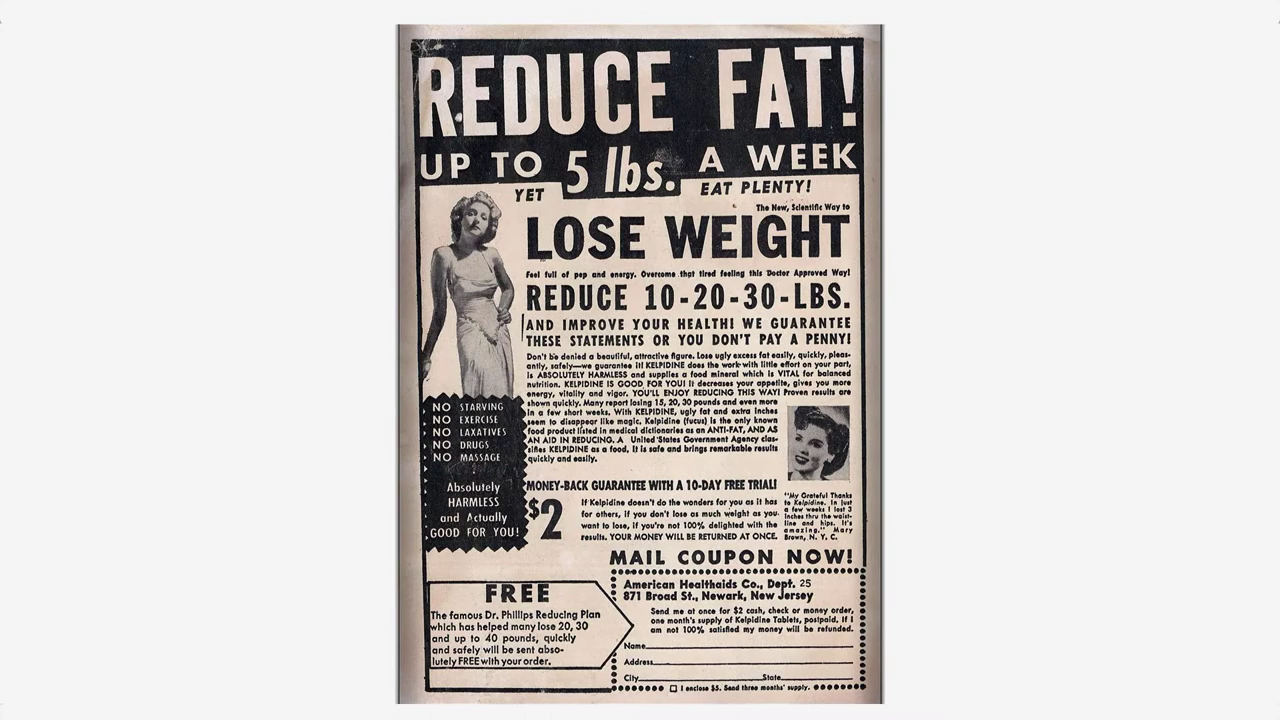 REDUCE FAT!
UP TO 5 lbs. A WEEK
YET EAT PLENTY!
The New, Scientific Way to
LOSE WEIGHT
Feel full of pep and energy. Overcome that tired feeling this Doctor Approved Way!
REDUCE 10-20-30-LBS.
AND IMPROVE YOUR HEALTH! WE GUARANTEE
THESE STATEMENTS OR YOU DON'T PAY A PENNY!
Don't be denied a beautiful, attractive figure. Lose ugly excess fat easily, quickly, pleas-
antly, safely—we guarantee it! KELPIDINE does the work with little effort on your part,
is ABSOLUTELY HARMLESS and supplies a food mineral which is VITAL for balanced
nutrition. KELPIDINE IS GOOD FOR YOU! It decreases your appetite, gives you more
energy, vitality and vigor. YOU'LL ENJOY REDUCING THIS WAY! Proven results are
shown quickly. Many report losing 15, 20, 30 pounds and even more
in a few short weeks. With KELPIDINE, ugly fat and extra inches
seem to disappear like magic. Kelpidine (fucus) is the only known
food product listed in medical dictionaries as an ANTI-FAT, AND AS
AN AID IN REDUCING. A United States Government Agency clas-
sifies KELPIDINE as a food. It is safe and brings remarkable results
quickly and easily.
NO STARVING
NO EXERCISE
NO LAXATIVES
NO DRUGS
NO MASSAGE
Absolutely
HARMLESS
and Actually
GOOD FOR YOU!
MONEY-BACK GUARANTEE WITH A 10-DAY FREE TRIAL!
$2
If Kelpidine doesn't do the wonders for you as it has
for others, if you don't lose as much weight as you
want to lose, if you're not 100% delighted with the
results. YOUR MONEY WILL BE RETURNED AT ONCE.
"My Grateful Thanks
to Kelpidine. In just
a few weeks I lost 3
inches thru the waist-
line and hips. It's
amazing." Mary
Brown, N. Y. C.
MAIL COUPON NOW!
FREE
The famous Dr. Phillips Reducing Plan
which has helped many lose 20, 30
and up to 40 pounds, quickly
and safely will be sent abso-
lutely FREE with your order.
American Healthaids Co., Dept. 25
871 Broad St., Newark, New Jersey
Send me at once for $2 cash, check or money order,
one month's supply of Kelpidine Tablets, postpaid. If I
am not 100% satisfied my money will be refunded.
Name
Address
City State
I enclose $5. Send three months' supply.